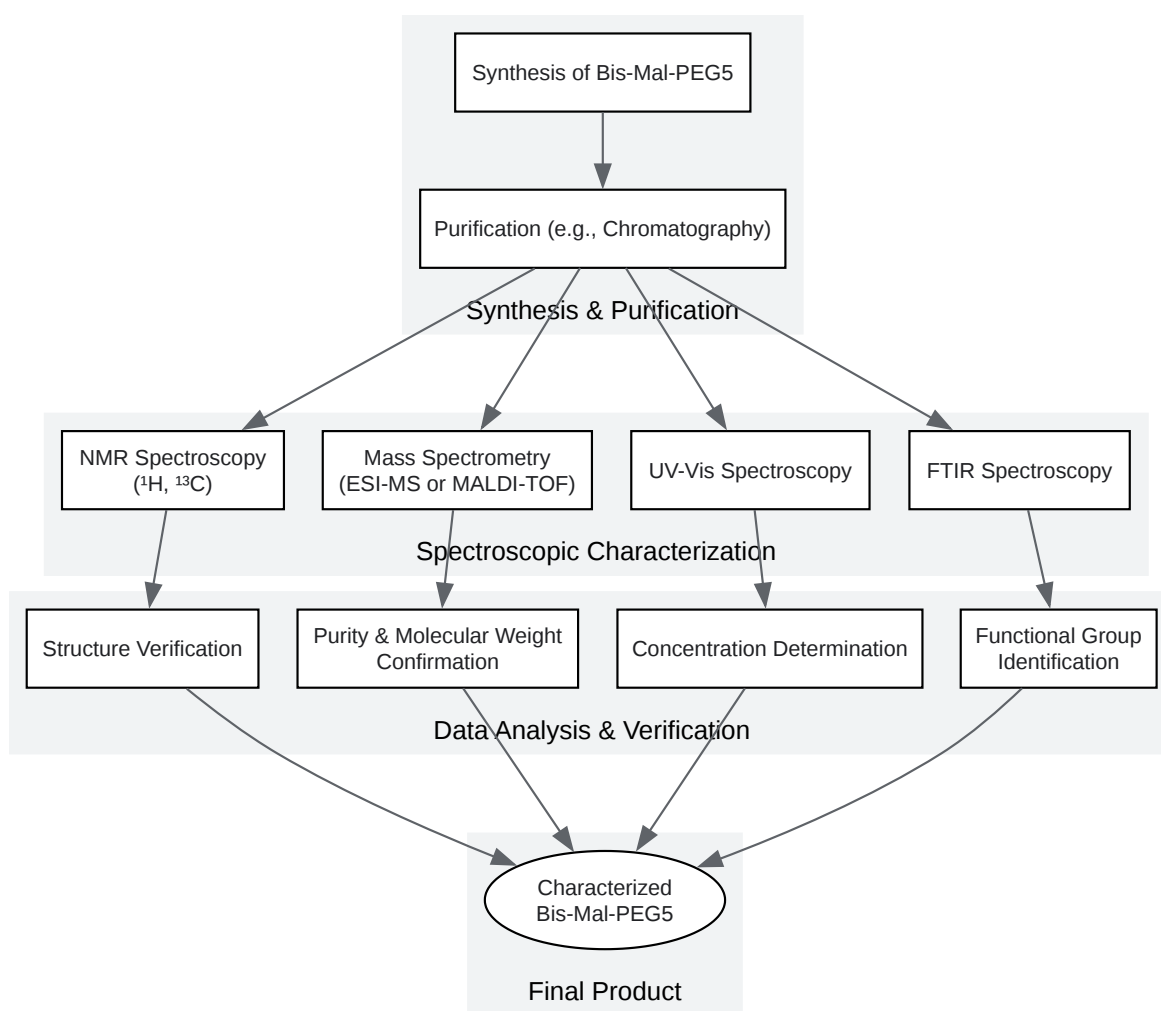 Synthesis of Bis-Mal-PEG5
Purification (e.g., Chromatography)
Synthesis & Purification
NMR Spectroscopy
(¹H, ¹³C)
Mass Spectrometry
(ESI-MS or MALDI-TOF)
UV-Vis Spectroscopy
FTIR Spectroscopy
Spectroscopic Characterization
Structure Verification
Purity & Molecular Weight
Confirmation
Concentration Determination
Functional Group
Identification
Data Analysis & Verification
Characterized
Bis-Mal-PEG5
Final Product